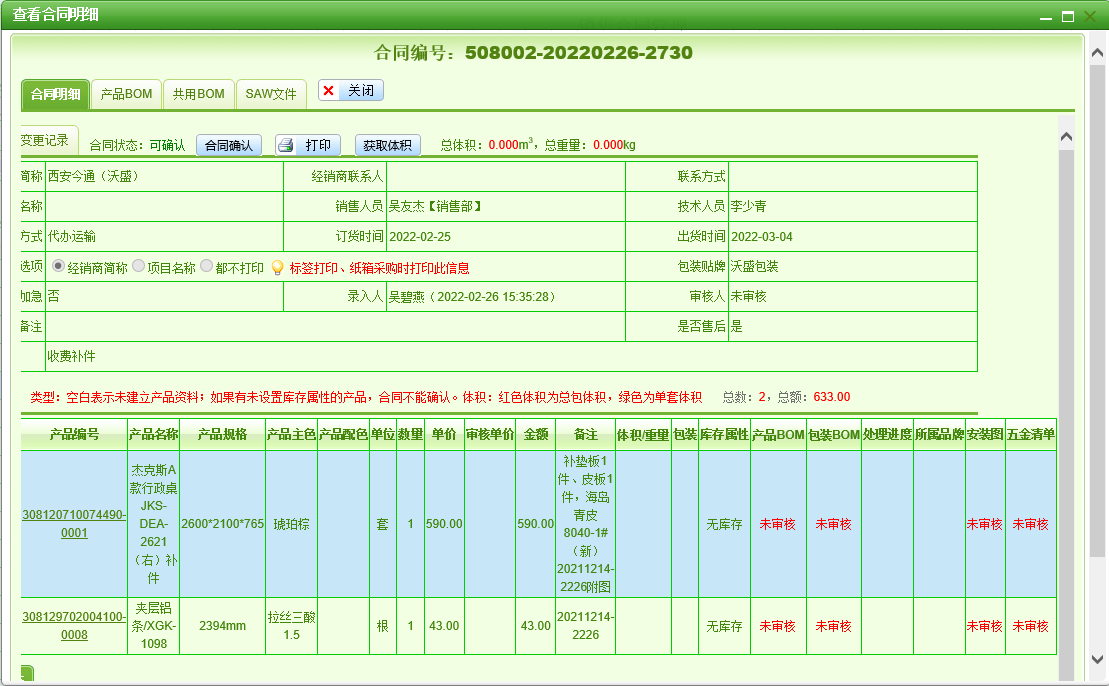 查看合同明细
合同编号：508002-20220226-2730
合同明细 产品BOM 共用BOM SAW文件 关闭
变更记录 合同状态：可确认 合同确认 打印 获取体积 总体积：0.000m³，总重量：0.000kg
简称 西安今通（沃盛） 经销商联系人 联系方式
名称 销售人员 吴友杰【销售部】 技术人员 李少青
方式 代办运输 订货时间 2022-02-25 出货时间 2022-03-04
选项 经销商简称 项目名称 都不打印 标签打印、纸箱采购时打印此信息 包装贴牌 沃盛包装
加急 否 录入人 吴碧燕（2022-02-26 15:35:28） 审核人 未审核
备注 是否售后 是
收费补件
类型：空白表示未建立产品资料；如果有未设置库存属性的产品，合同不能确认。体积：红色体积为总包体积，绿色为单套体积 总数：2，总额：633.00
产品编号 产品名称 产品规格 产品主色 产品配色 单位 数量 单价 审核单价 金额 备注 体积/重量 包装 库存属性 产品BOM 包装BOM 处理进度 所属品牌 安装图 五金清单
308120710074490-
0001
杰克斯A
款行政桌
JKS-
DEA-
2621
（右）补
件
2600*2100*765 琥珀棕 套 1 590.00 590.00
补垫板1
件、皮板1
件，海岛
青皮
8040-1#
（新）
20211214-
2226附图
无库存 未审核 未审核 未审核 未审核
308129702004100-
0008
夹层铝
条/XGK-
1098
2394mm
拉丝三酸
1.5
根 1 43.00 43.00
20211214-
2226
无库存 未审核 未审核 未审核 未审核